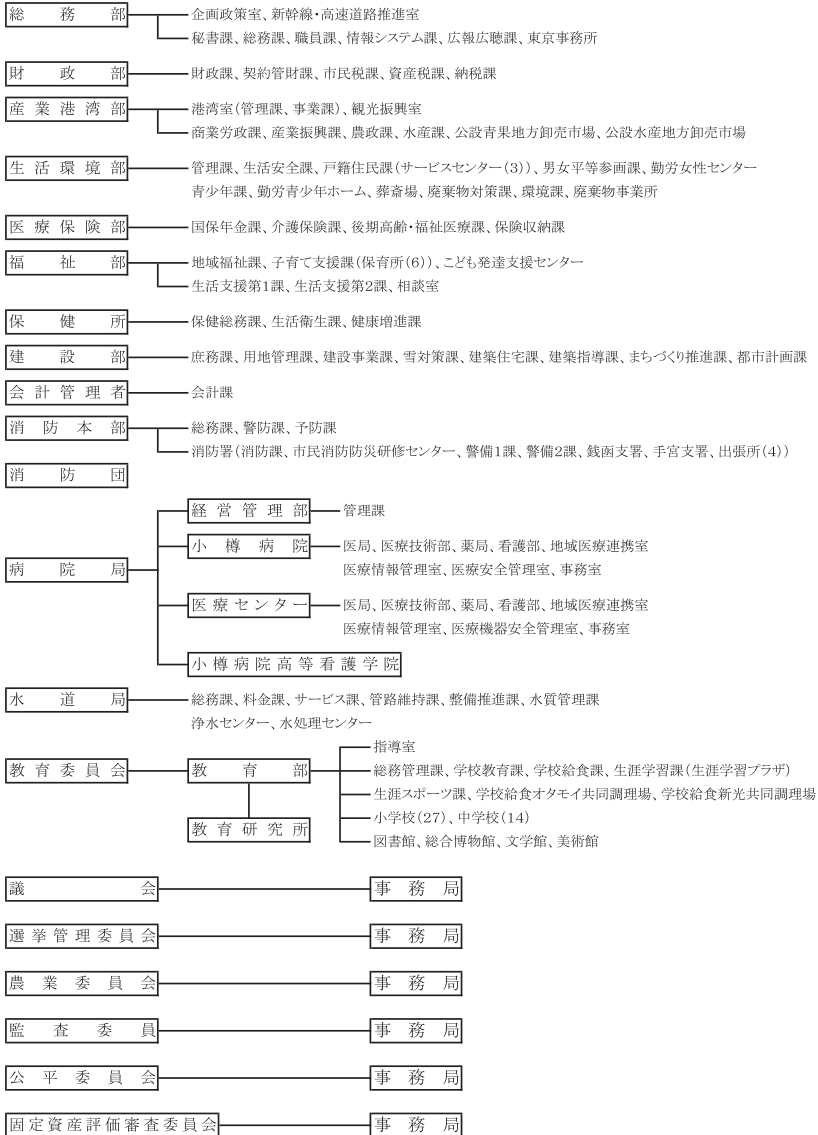 総務部
企画政策室、新幹線・高速道路推進室
秘書課、総務課、職員課、情報システム課、広報広聴課、東京事務所
財政部
財政課、契約管財課、市民税課、資産税課、納税課
産業港湾部
港湾室(管理課、事業課)、観光振興室
商業労政課、産業振興課、農政課、水産課、公設青果地方卸売市場、公設水産地方卸売市場
生活環境部
管理課、生活安全課、戸籍住民課(サービスセンター(3))、男女平等参画課、勤労女性センター
青少年課、勤労青少年ホーム、葬斎場、廃棄物対策課、環境課、廃棄物事業所
医療保険部
国保年金課、介護保険課、後期高齢・福祉医療課、保険収納課
福祉部
地域福祉課、子育て支援課(保育所(6))、こども発達支援センター
生活支援第1課、生活支援第2課、相談室
保健所
保健総務課、生活衛生課、健康増進課
建設部
庶務課、用地管理課、建設事業課、雪対策課、建築住宅課、建築指導課、まちづくり推進課、都市計画課
会計管理者
会計課
消防本部
総務課、警防課、予防課
消防署(消防課、市民消防防災研修センター、警備1課、警備2課、銭函支署、手宮支署、出張所(4))
消防団
病院局
経営管理部
管理課
小樽病院
医局、医療技術部、薬局、看護部、地域医療連携室
医療情報管理室、医療安全管理室、事務室
医療センター
医局、医療技術部、薬局、看護部、地域医療連携室
医療情報管理室、医療機器安全管理室、事務室
小樽病院高等看護学院
水道局
総務課、料金課、サービス課、管路維持課、整備推進課、水質管理課
浄水センター、水処理センター
教育委員会
教育部
指導室
総務管理課、学校教育課、学校給食課、生涯学習課(生涯学習プラザ)
生涯スポーツ課、学校給食オタモイ共同調理場、学校給食新光共同調理場
小学校(27)、中学校(14)
図書館、総合博物館、文学館、美術館
教育研究所
議会
事務局
選挙管理委員会
事務局
農業委員会
事務局
監査委員
事務局
公平委員会
事務局
固定資産評価審査委員会
事務局